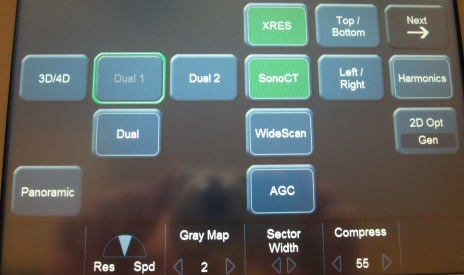 XRES
Top /
Bottom
Next
3D/4D
Dual 1
Dual 2
SonoCT
Left /
Right
Harmonics
Dual
WideScan
2D Opt
Gen
Panoramic
AGC
Res Spd
Gray Map
2
Sector
Width
Compress
55